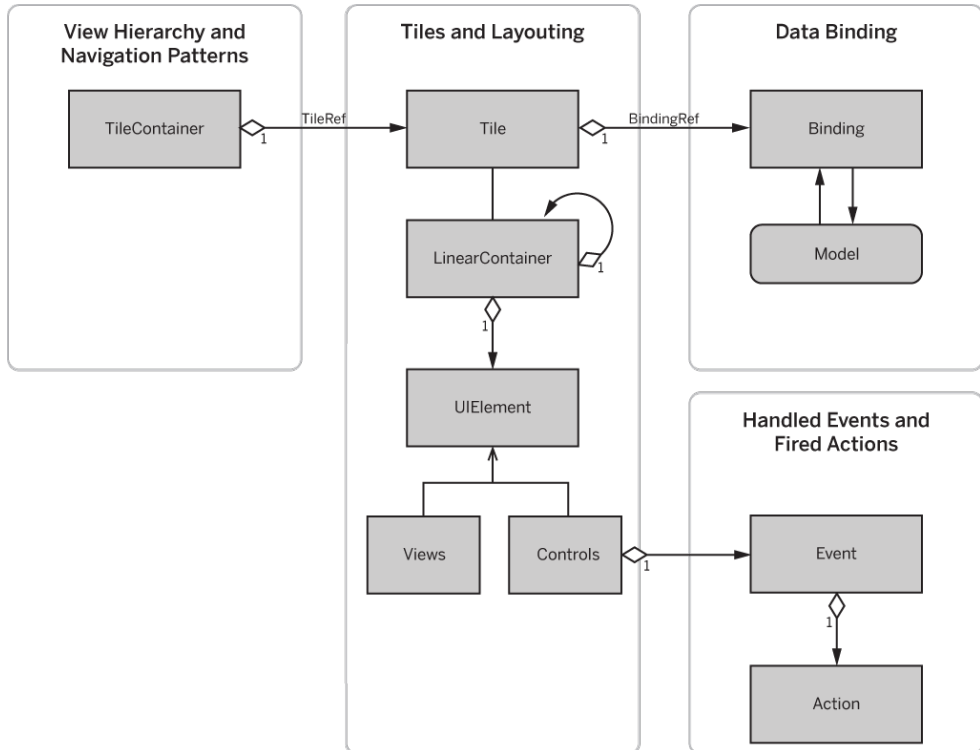 View Hierarchy and
Navigation Patterns
TileContainer
1
TileRef
Tiles and Layouting
Tile
1
BindingRef
LinearContainer
1
1
UIElement
Views
Controls
1
Data Binding
Binding
Model
Handled Events and
Fired Actions
Event
1
Action